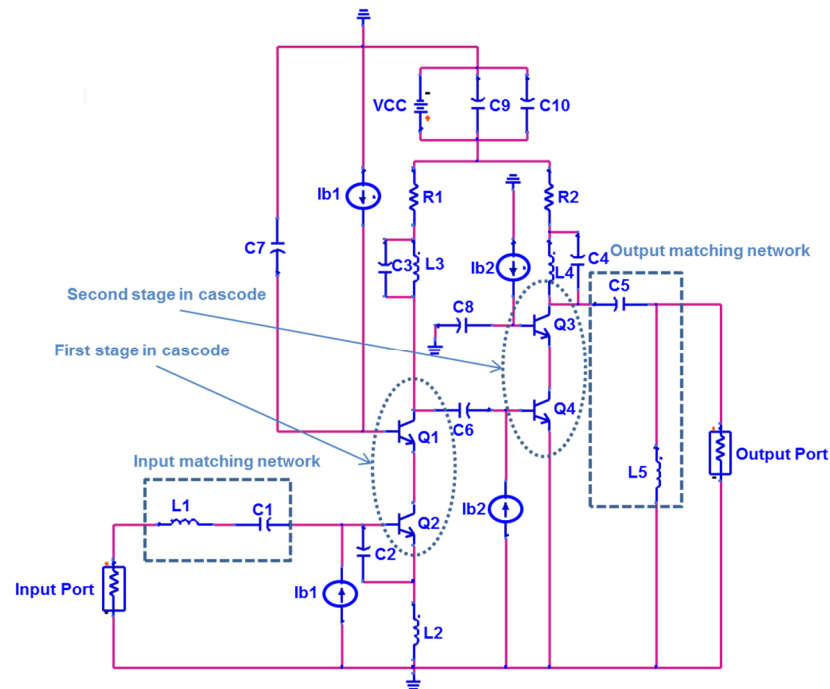 VCC
-
+
C9
C10
Ib1
R1
R2
C7
C3
L3
Ib2
L4
C4
Output matching network
C5
Second stage in cascode
C8
Q3
First stage in cascode
Q1
C6
Q4
Input matching network
Output Port
L1
C1
Q2
C2
Ib2
L5
Input Port
Ib1
L2